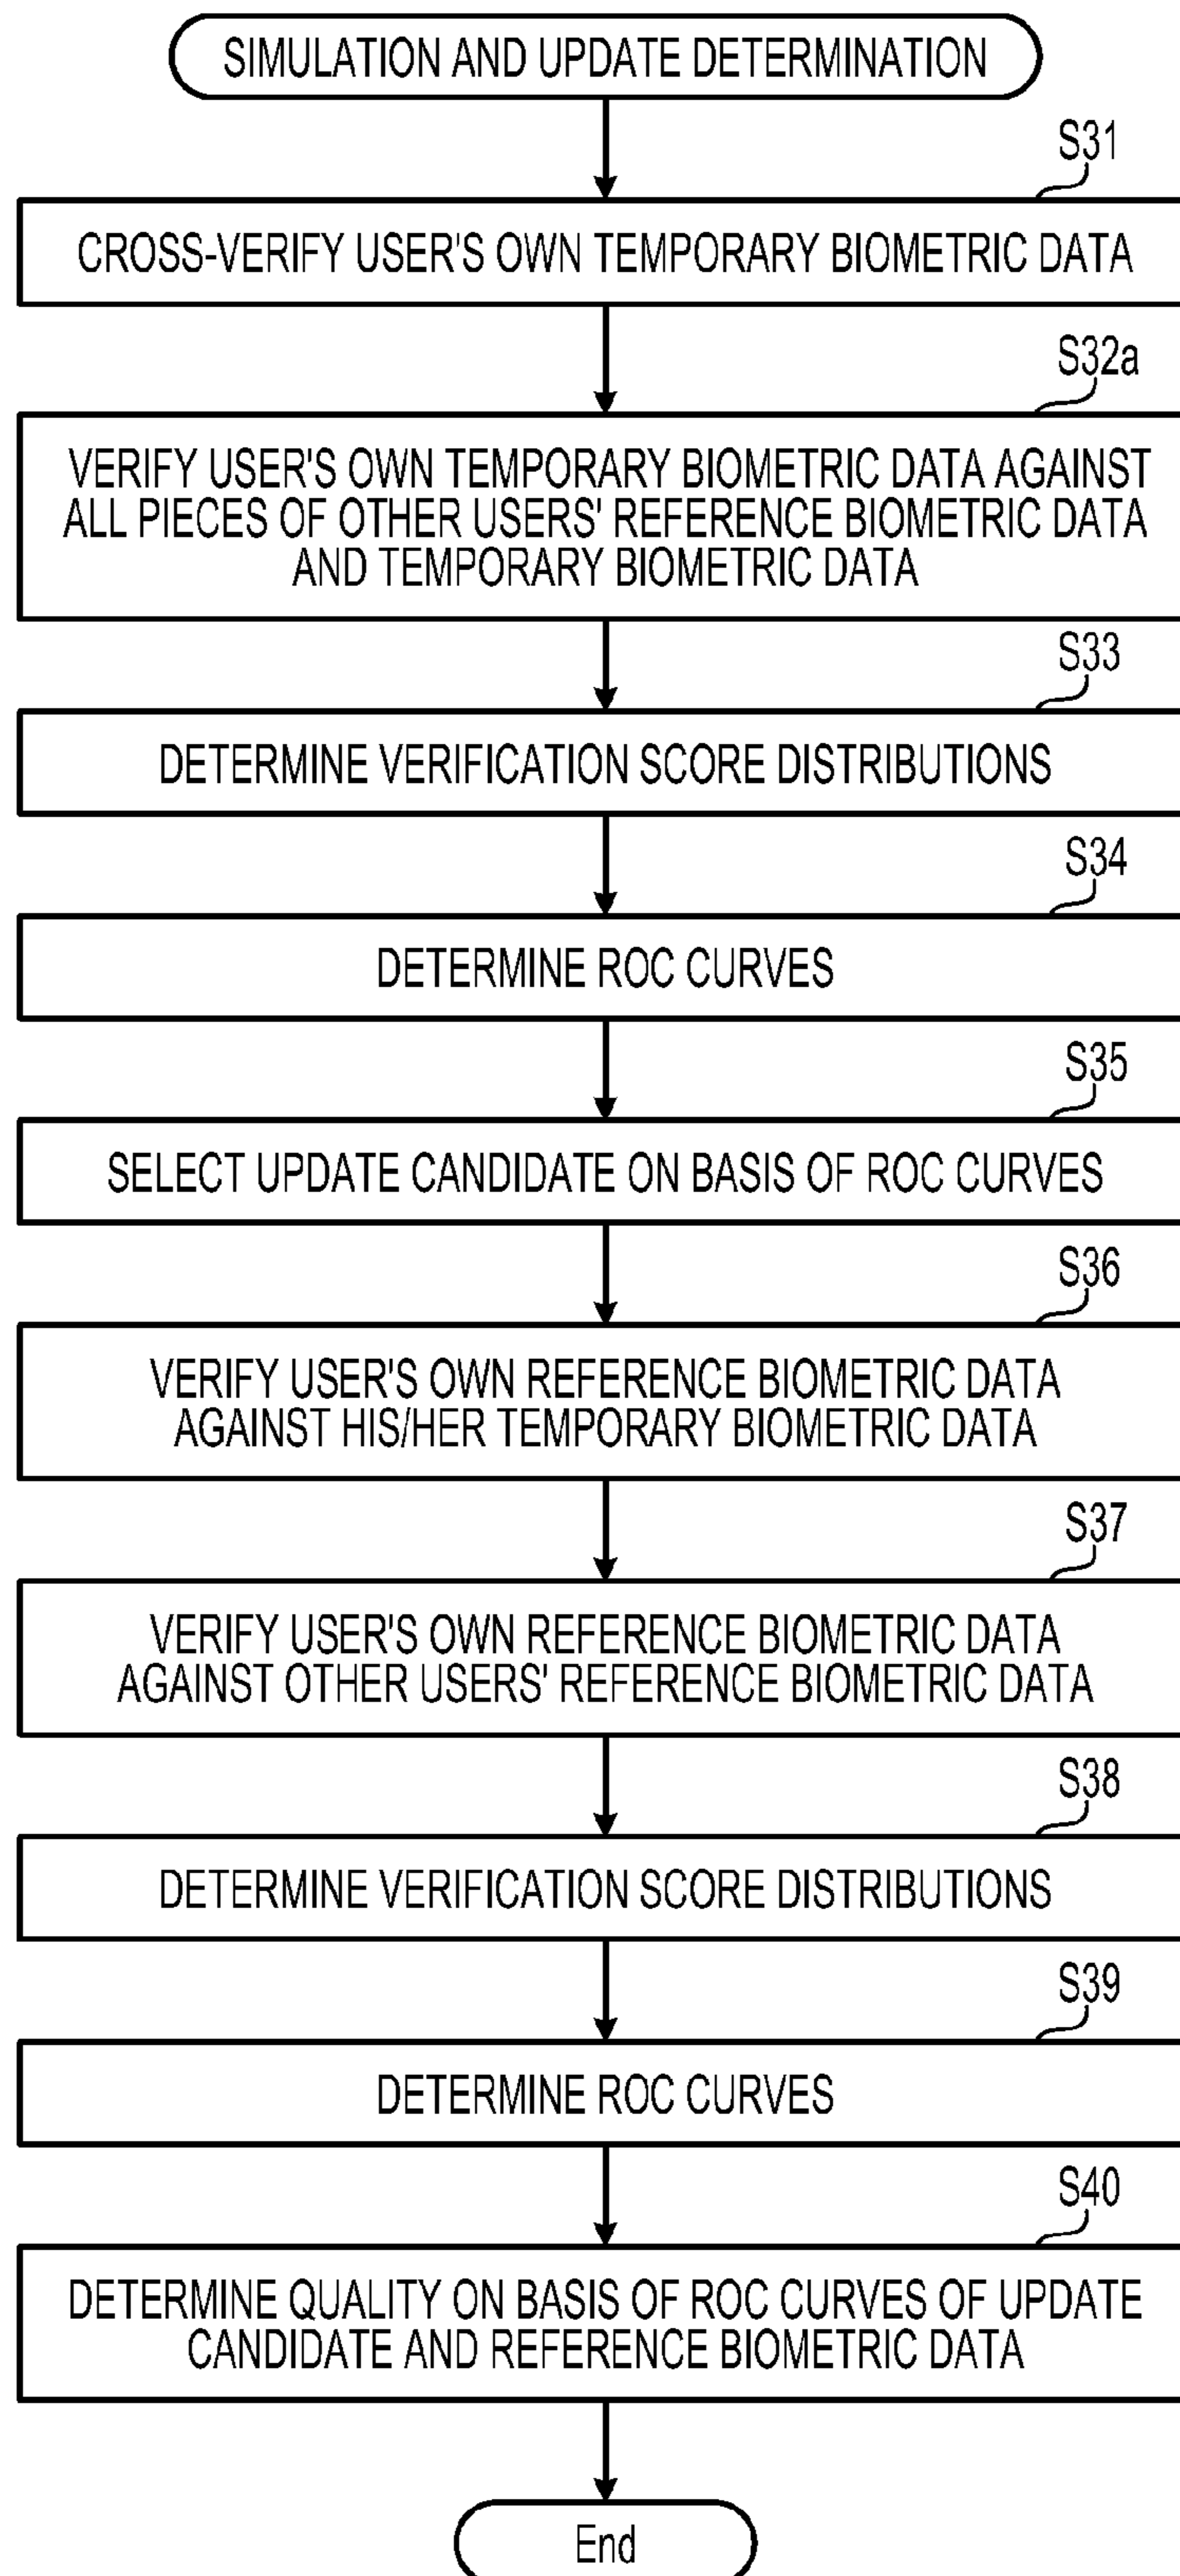 SIMULATION AND UPDATE DETERMINATION
S31
CROSS-VERIFY USER'S OWN TEMPORARY BIOMETRIC DATA
S32a
VERIFY USER'S OWN TEMPORARY BIOMETRIC DATA AGAINST
ALL PIECES OF OTHER USERS' REFERENCE BIOMETRIC DATA
AND TEMPORARY BIOMETRIC DATA
S33
DETERMINE VERIFICATION SCORE DISTRIBUTIONS
S34
DETERMINE ROC CURVES
S35
SELECT UPDATE CANDIDATE ON BASIS OF ROC CURVES
S36
VERIFY USER'S OWN REFERENCE BIOMETRIC DATA
AGAINST HIS/HER TEMPORARY BIOMETRIC DATA
S37
VERIFY USER'S OWN REFERENCE BIOMETRIC DATA
AGAINST OTHER USERS' REFERENCE BIOMETRIC DATA
S38
DETERMINE VERIFICATION SCORE DISTRIBUTIONS
S39
DETERMINE ROC CURVES
S40
DETERMINE QUALITY ON BASIS OF ROC CURVES OF UPDATE
CANDIDATE AND REFERENCE BIOMETRIC DATA
End